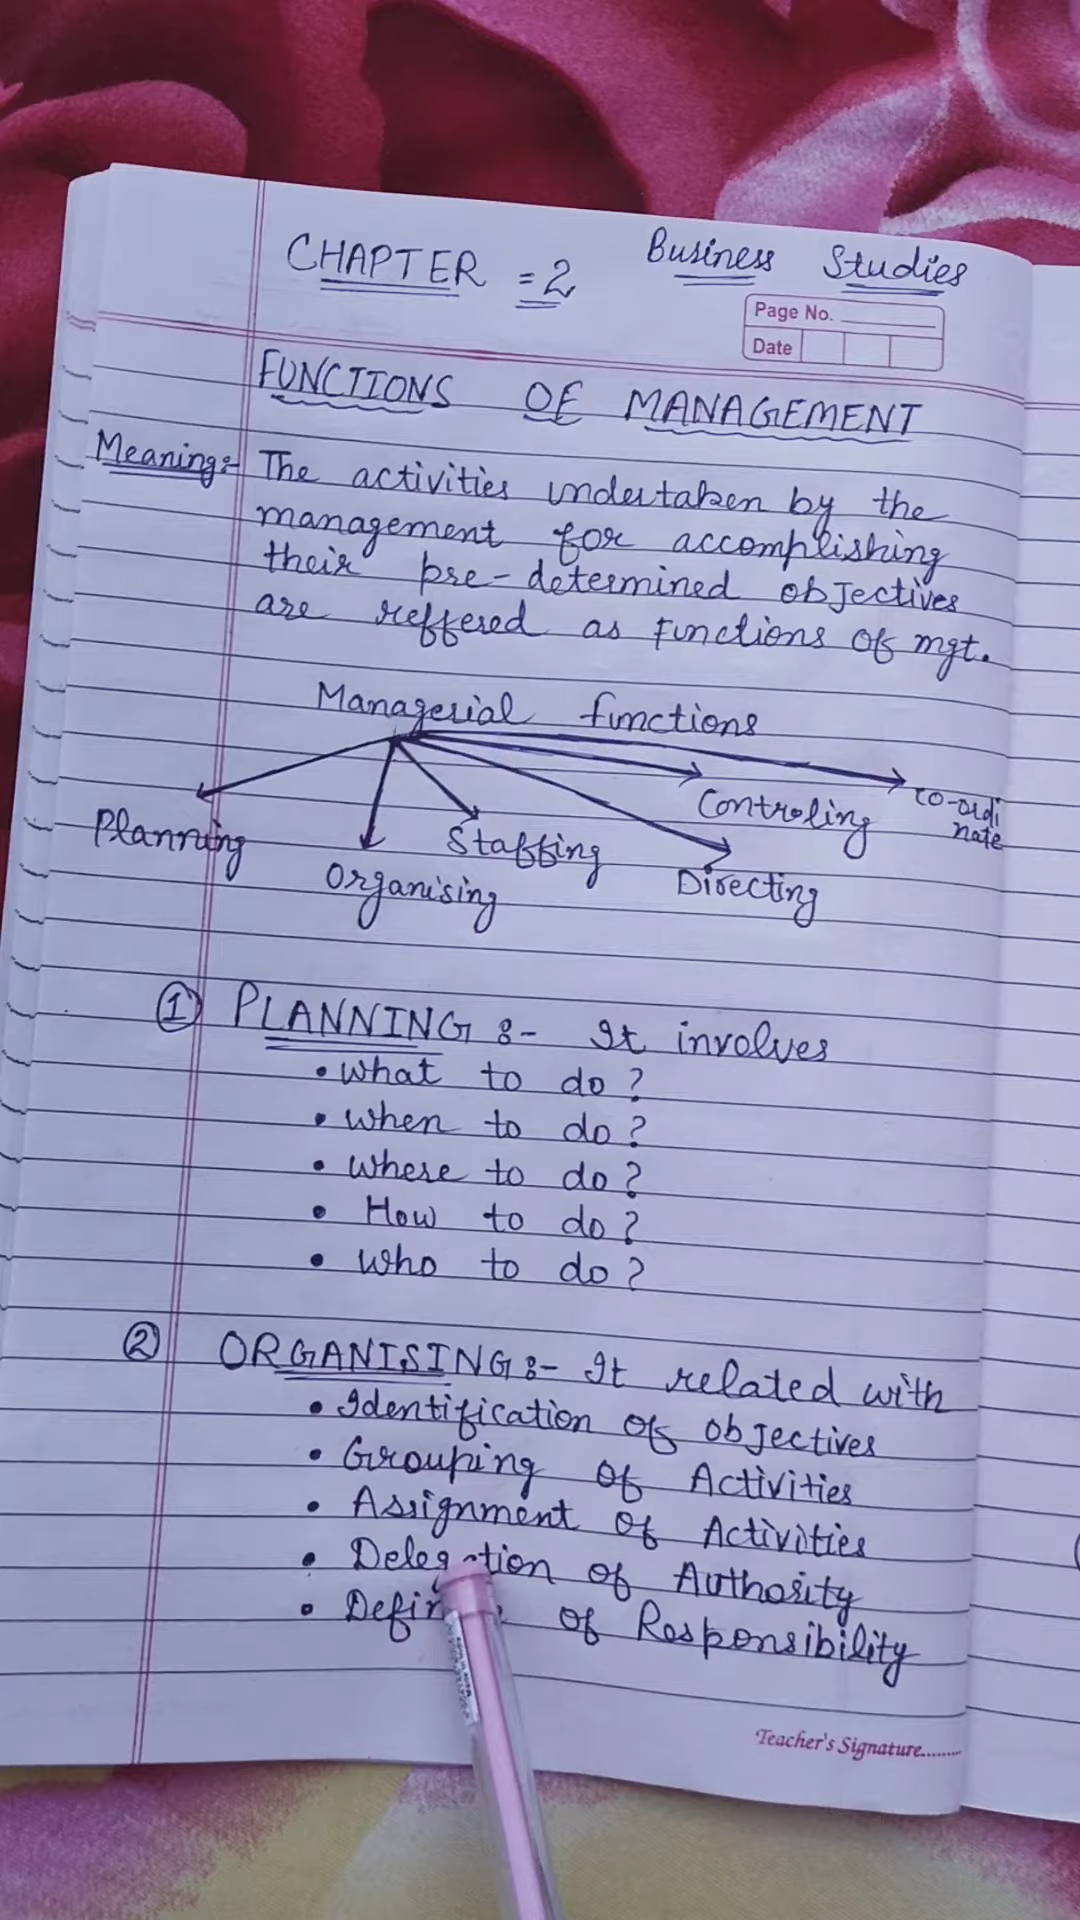 CHAPTER = 2 Business Studies
Page No.
Date
FUNCTIONS OF MANAGEMENT
Meaning:- The activities undertaken by the
management for accomplishing
their pre-determined objectives
are reffered as functions of mgt.
Managerial functions
Planning Organising Staffing Controling Directing co-ordi
nate
① PLANNING :- It involves
• What to do ?
• When to do ?
• Where to do ?
• How to do ?
• Who to do ?
② ORGANISING :- It related with
• Identification of objectives
• Grouping of Activities
• Assignment of Activities
• Delegation of Authority
• of Responsibility
Teacher's Signature.........